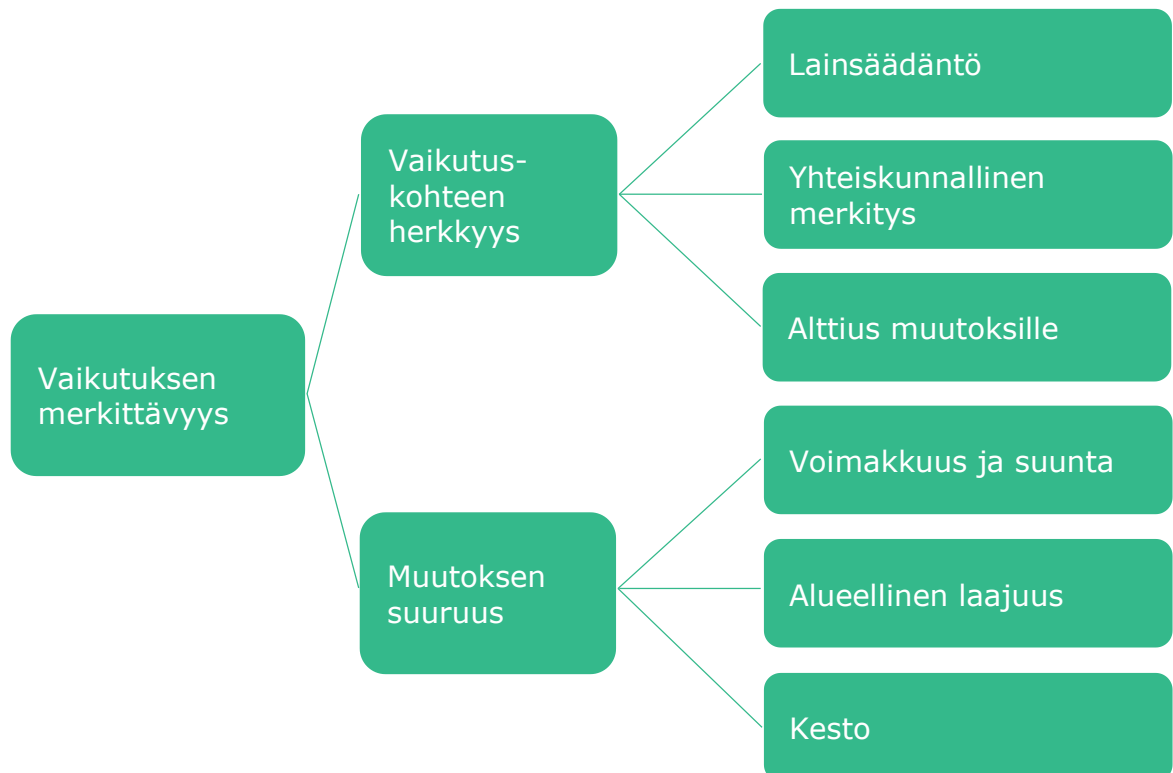 Vaikutuksen
merkittävyys
Vaikutus-
kohteen
herkkyys
Lainsäädäntö
Yhteiskunnallinen
merkitys
Alttius muutoksille
Muutoksen
suuruus
Voimakkuus ja suunta
Alueellinen laajuus
Kesto